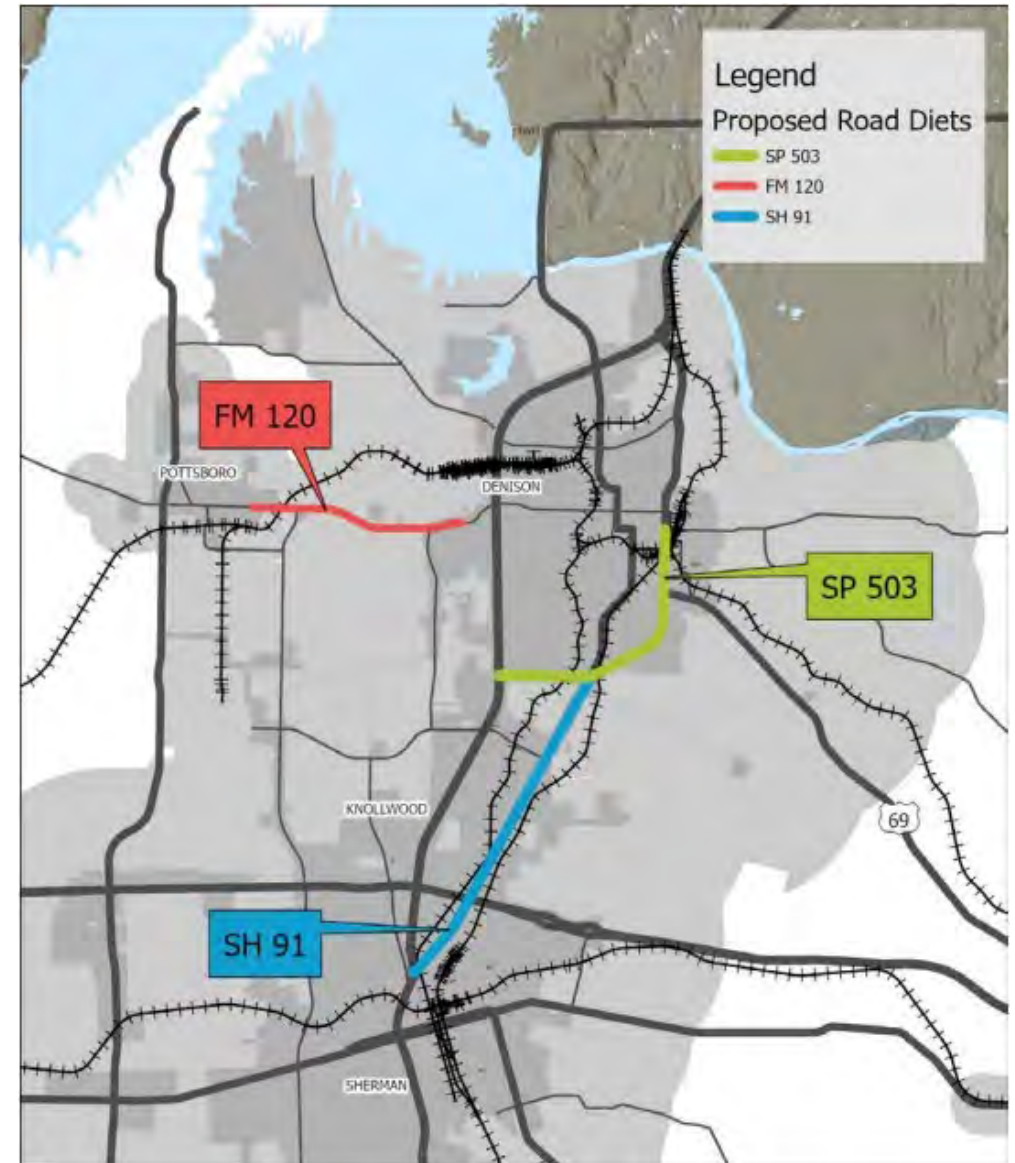 Legend
Proposed Road Diets
SP 503
FM 120
SH 91
FM 120
POTTSBORO
DENISON
SP 503
KNOLLWOOD
69
SH 91
SHERMAN